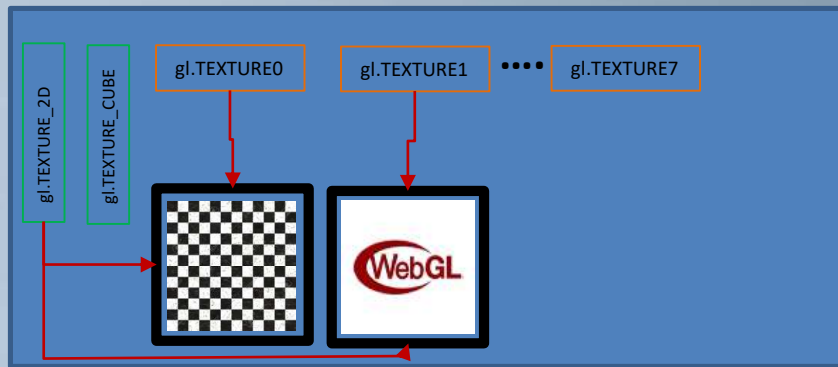 gl.TEXTURE_2D
gl.TEXTURE_CUBE
gl.TEXTURE0
gl.TEXTURE1
....
gl.TEXTURE7
WebGL